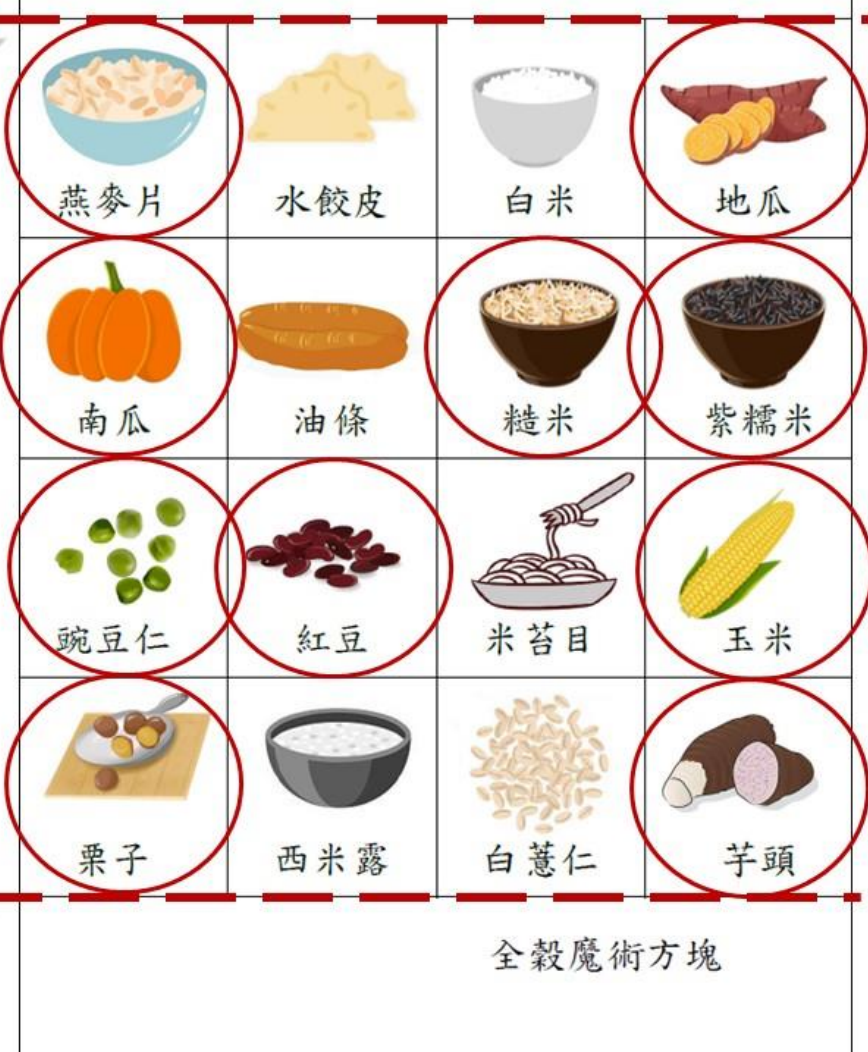 燕麥片 水餃皮 白米 地瓜
南瓜 油條 糙米 紫糯米
豌豆仁 紅豆 米苔目 玉米
栗子 西米露 白薏仁 芋頭
全穀魔術方塊